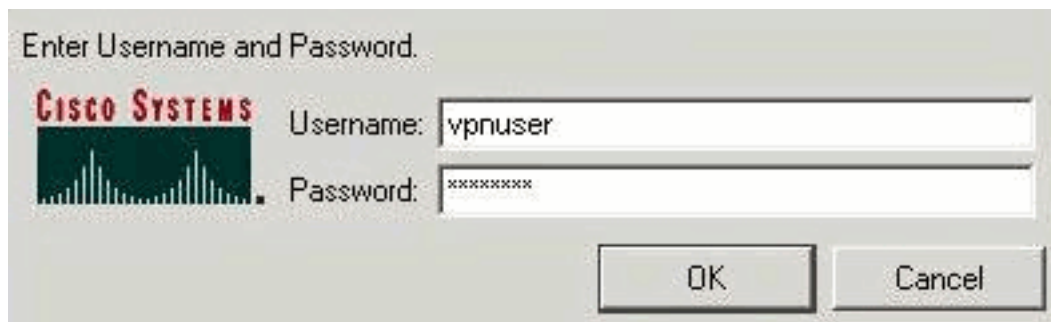 Enter Username and Password.
CISCO SYSTEMS
Username: vpnuser
Password: ********
OK Cancel